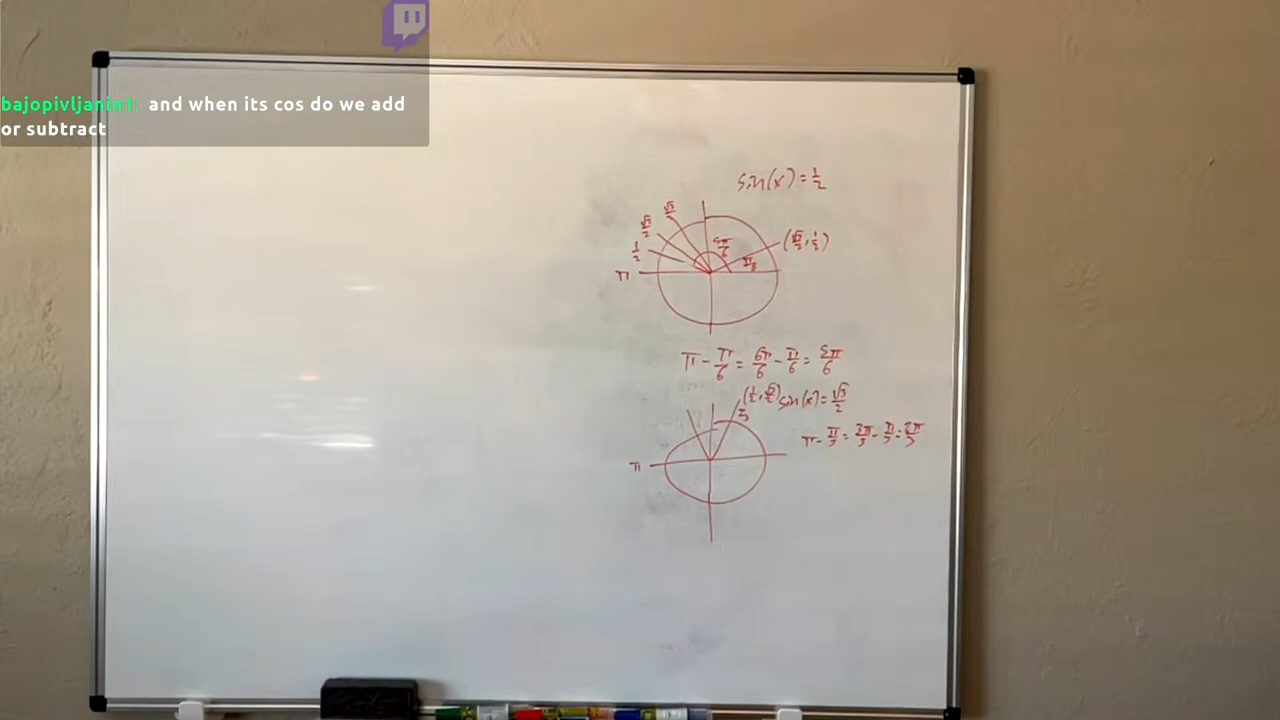 bajopivljanin1: and when its cos do we add
or subtract
sin(x) = 1/2
√3/2
√2/2
1/2
5π/6
(√3/2, 1/2)
π/6
π
π - π/6 = 6π/6 - π/6 = 5π/6
(1/2, √3/2) sin(x) = √3/2
π/3
π - π/3 = 3π/3 - π/3 = 2π/3
π